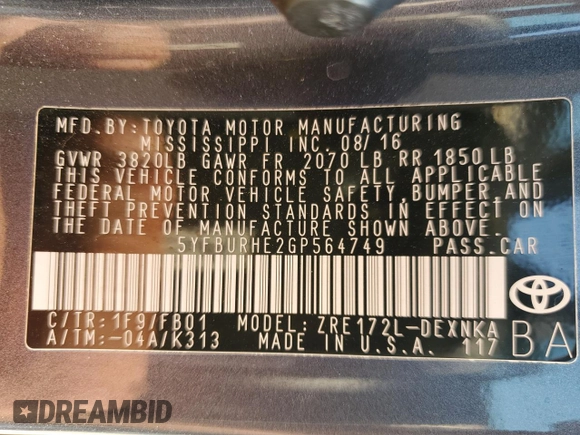 MFD.BY:TOYOTA MOTOR MANUFACTURING
MISSISSIPPI INC. 08/16
GVWR 3820LB GAWR FR 2070 LB RR 1850 LB
THIS VEHICLE CONFORMS TO ALL APPLICABLE
FEDERAL MOTOR VEHICLE SAFETY, BUMPER, AND
THEFT PREVENTION STANDARDS IN EFFECT ON
THE DATE OF MANUFACTURE SHOWN ABOVE.
5YFBURHE2GP564749 PASS.CAR
C/TR:1F9/FB01 MODEL: ZRE172L-DEXNKA
A/TM:-04A/K313 MADE IN U.S.A. 117
BA
DREAMBID